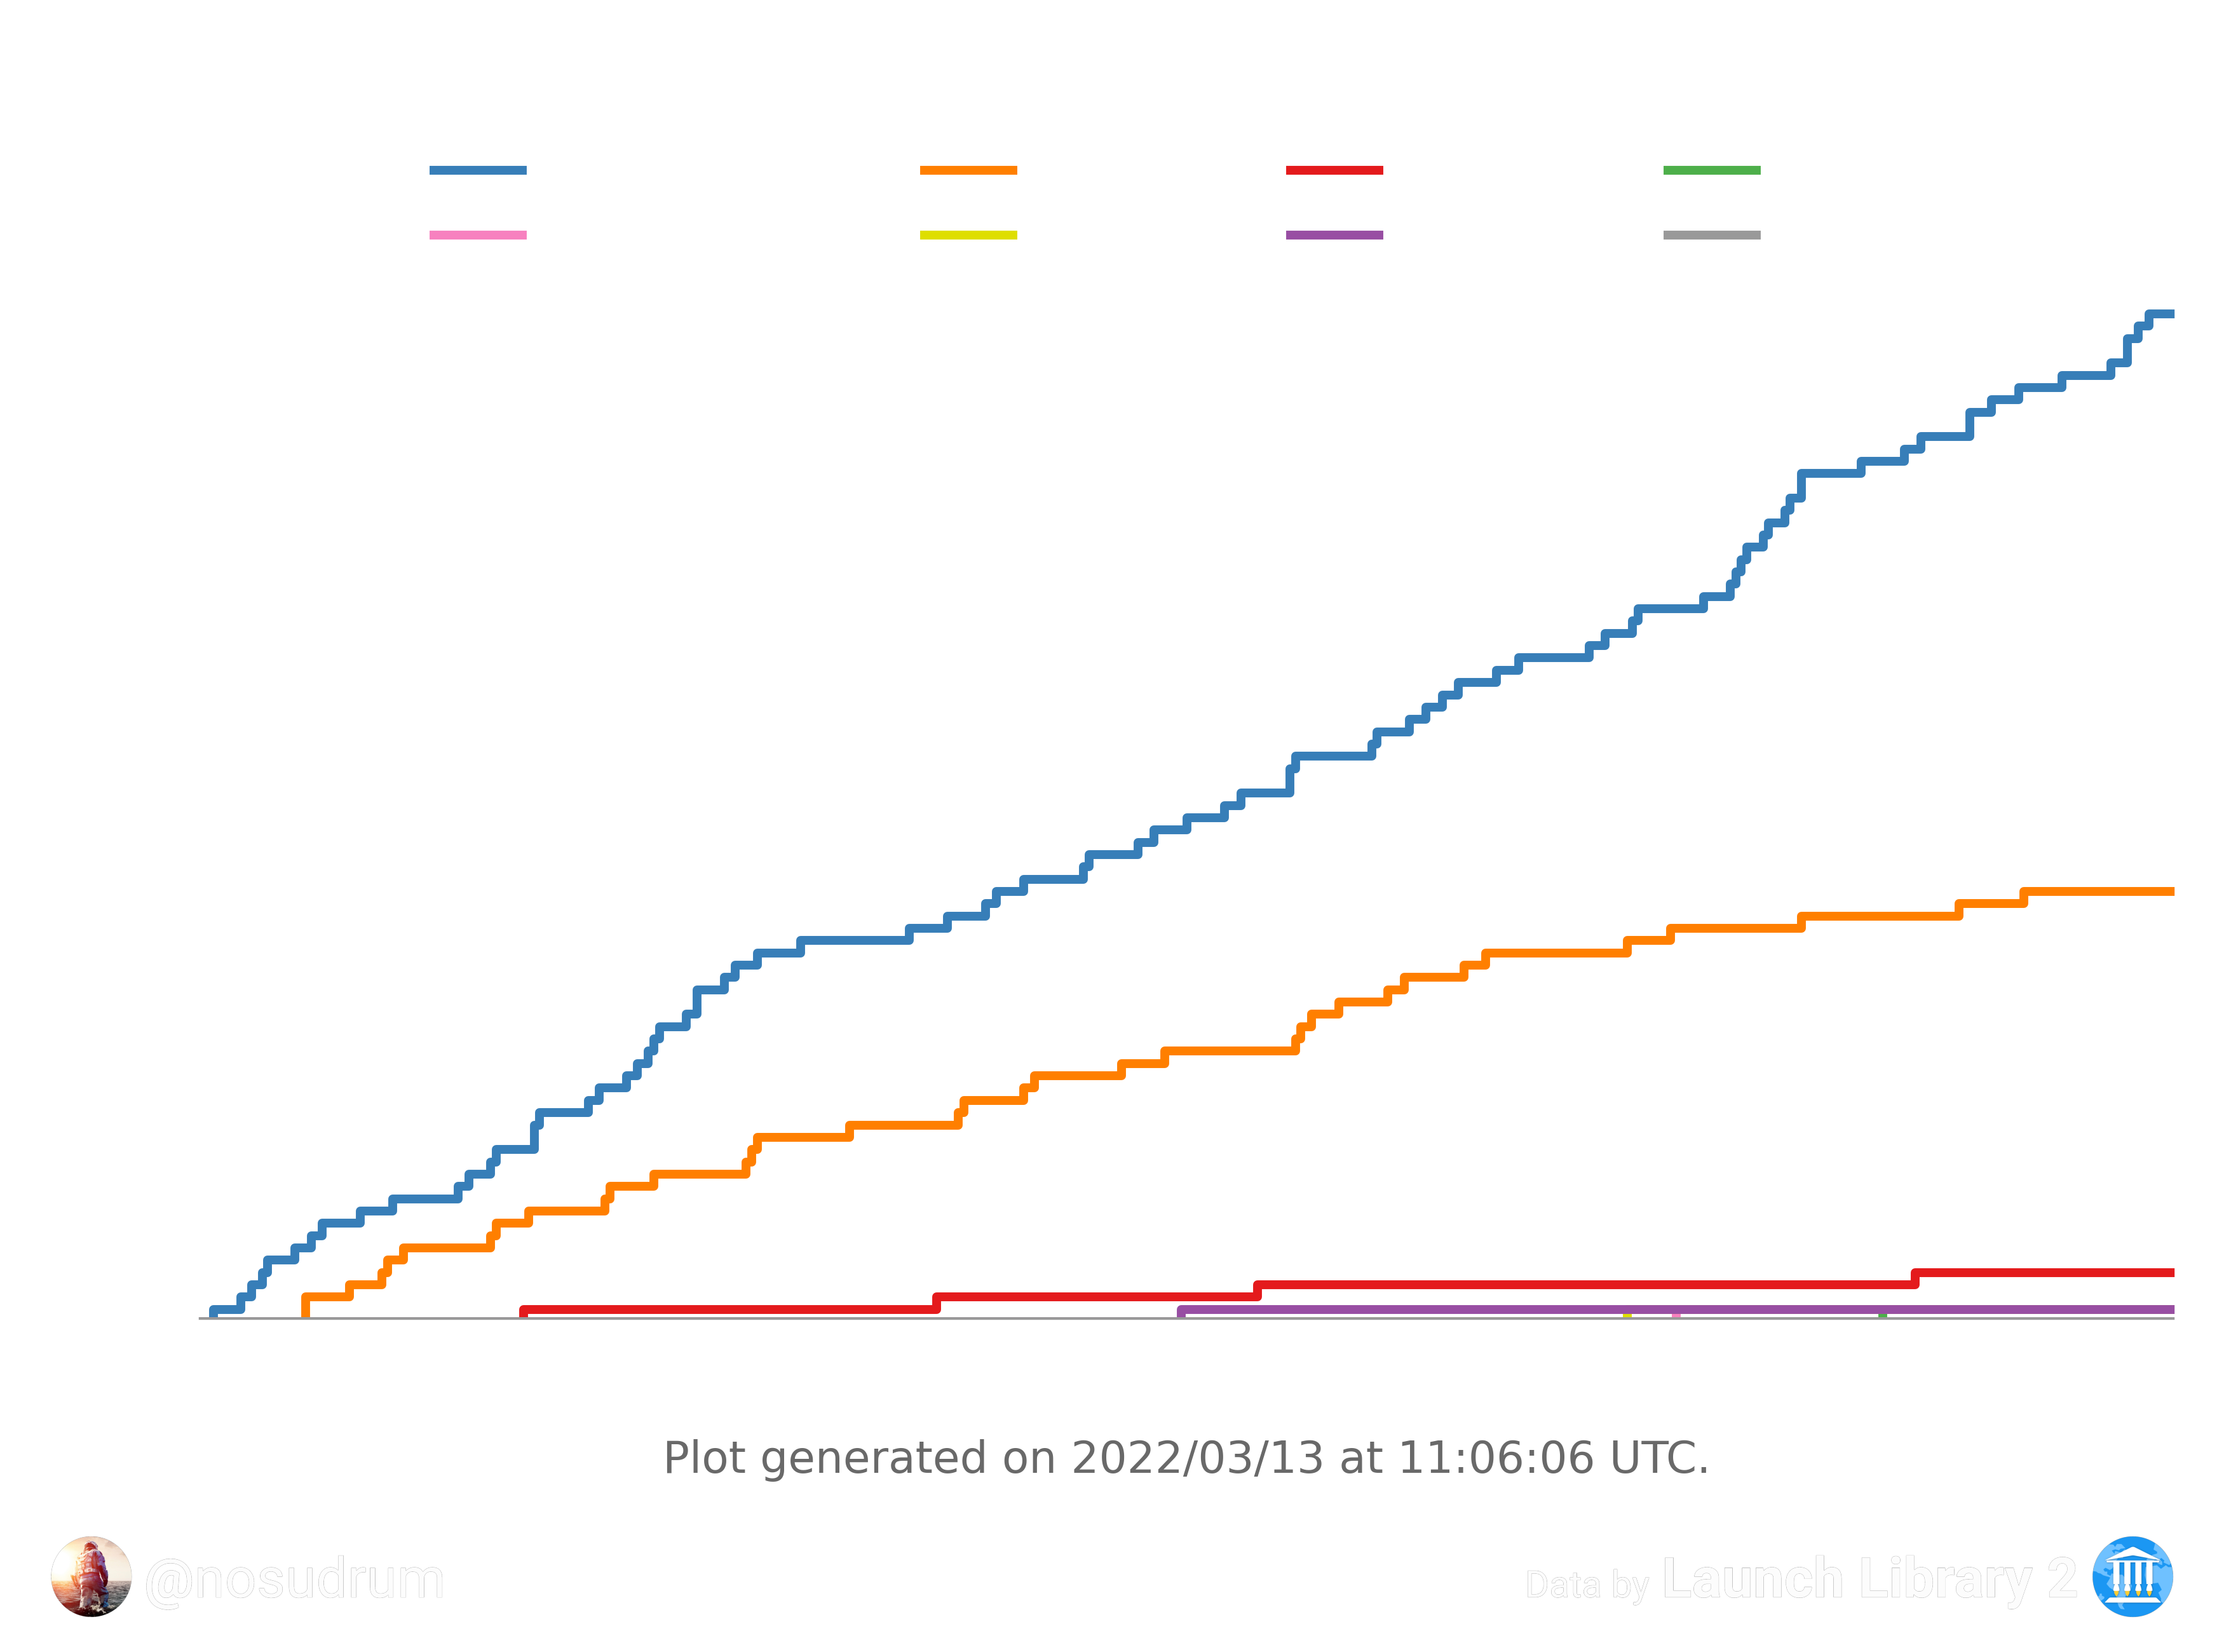 Plot generated on 2022/03/13 at 11:06:06 UTC.
@nosudrum
Data by Launch Library 2